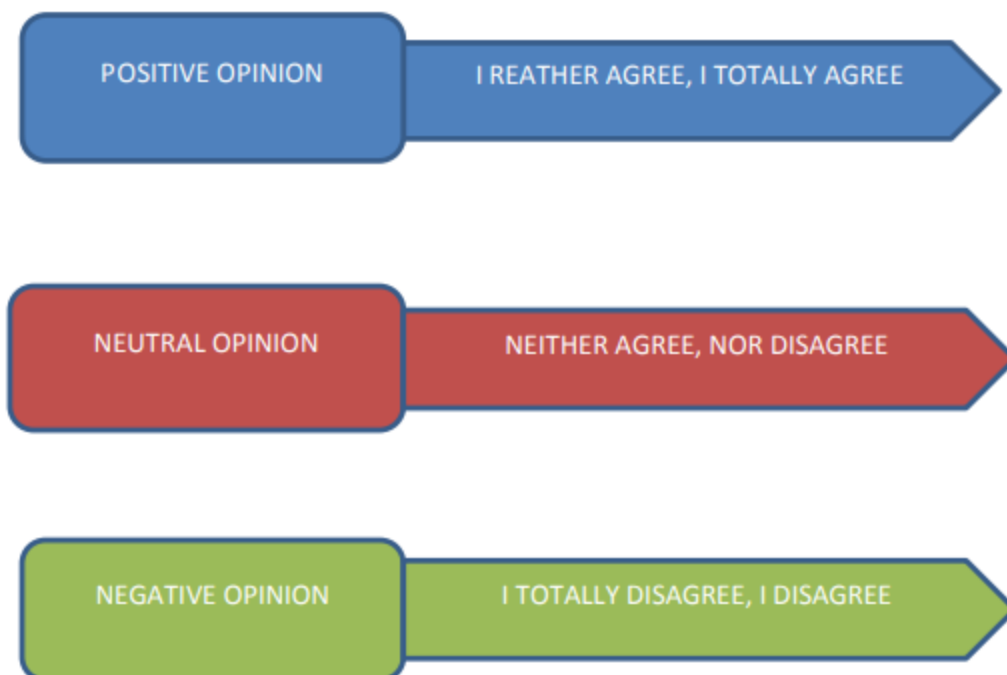 POSITIVE OPINION
I REATHER AGREE, I TOTALLY AGREE
NEUTRAL OPINION
NEITHER AGREE, NOR DISAGREE
NEGATIVE OPINION
I TOTALLY DISAGREE, I DISAGREE